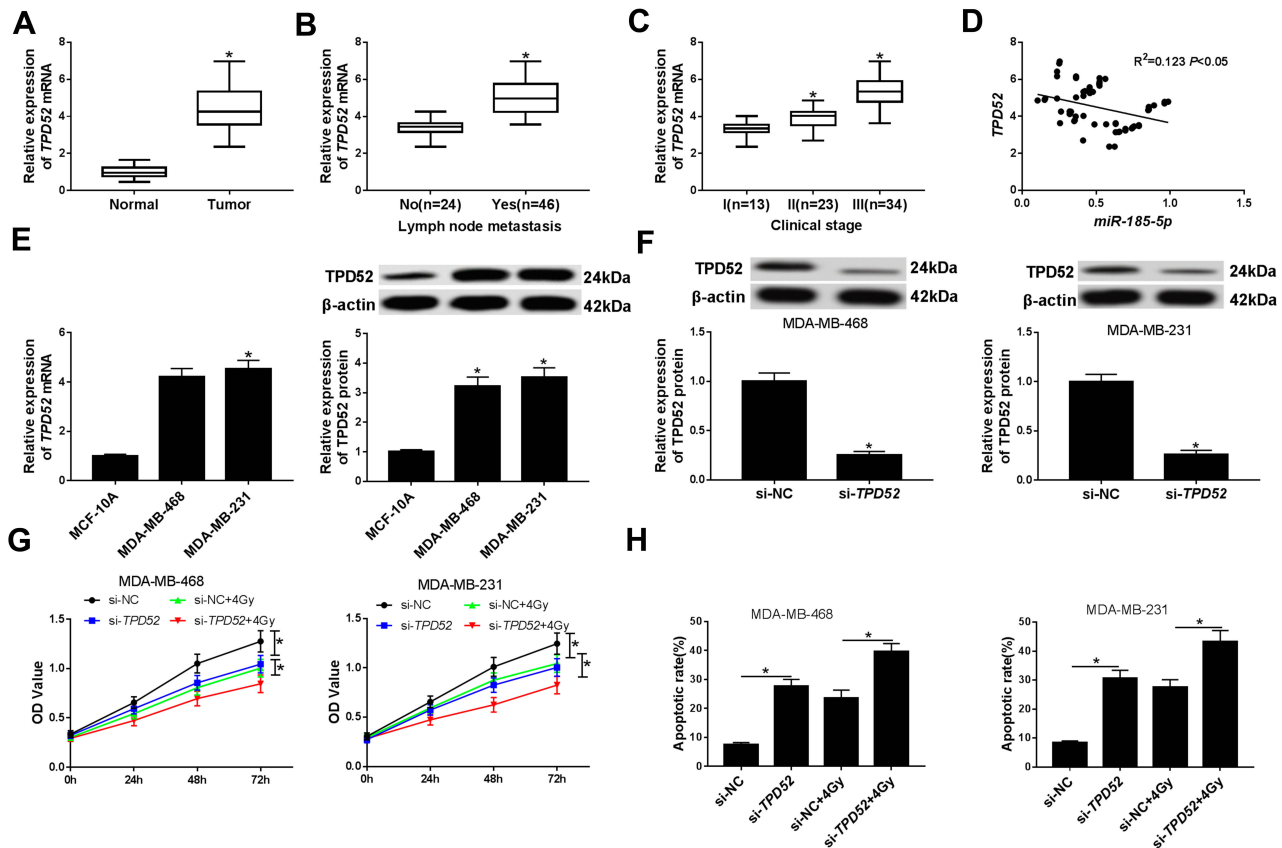 A
Relative expression
of TPD52 mRNA
8
6
4
2
0
*
Normal
Tumor
B
Relative expression
of TPD52 mRNA
8
6
4
2
0
*
No(n=24)
Yes(n=46)
Lymph node metastasis
C
Relative expression
of TPD52 mRNA
8
6
4
2
0
*
*
I(n=13)
II(n=23)
III(n=34)
Clinical stage
D
TPD52
8
6
4
2
0
R2=0.123 P<0.05
0.0
0.5
1.0
1.5
miR-185-5p
E
Relative expression
of TPD52 mRNA
6
4
2
0
*
MCF-10A
MDA-MB-468
MDA-MB-231
TPD52
24kDa
β-actin
42kDa
Relative expression
of TPD52 protein
5
4
3
2
1
0
*
*
MCF-10A
MDA-MB-468
MDA-MB-231
F
TPD52
24kDa
β-actin
42kDa
MDA-MB-468
Relative expression
of TPD52 protein
1.5
1.0
0.5
0.0
*
si-NC
si-TPD52
TPD52
24kDa
β-actin
42kDa
MDA-MB-231
Relative expression
of TPD52 protein
1.5
1.0
0.5
0.0
*
si-NC
si-TPD52
G
MDA-MB-468
si-NC
si-NC+4Gy
si-TPD52
si-TPD52+4Gy
OD Value
1.5
1.0
0.5
0.0
*
*
0h
24h
48h
72h
MDA-MB-231
si-NC
si-NC+4Gy
si-TPD52
si-TPD52+4Gy
OD Value
1.5
1.0
0.5
0.0
*
*
0h
24h
48h
72h
H
MDA-MB-468
Apoptotic rate(%)
50
40
30
20
10
0
*
*
si-NC
si-TPD52
si-NC+4Gy
si-TPD52+4Gy
MDA-MB-231
Apoptotic rate(%)
50
40
30
20
10
0
*
*
si-NC
si-TPD52
si-NC+4Gy
si-TPD52+4Gy